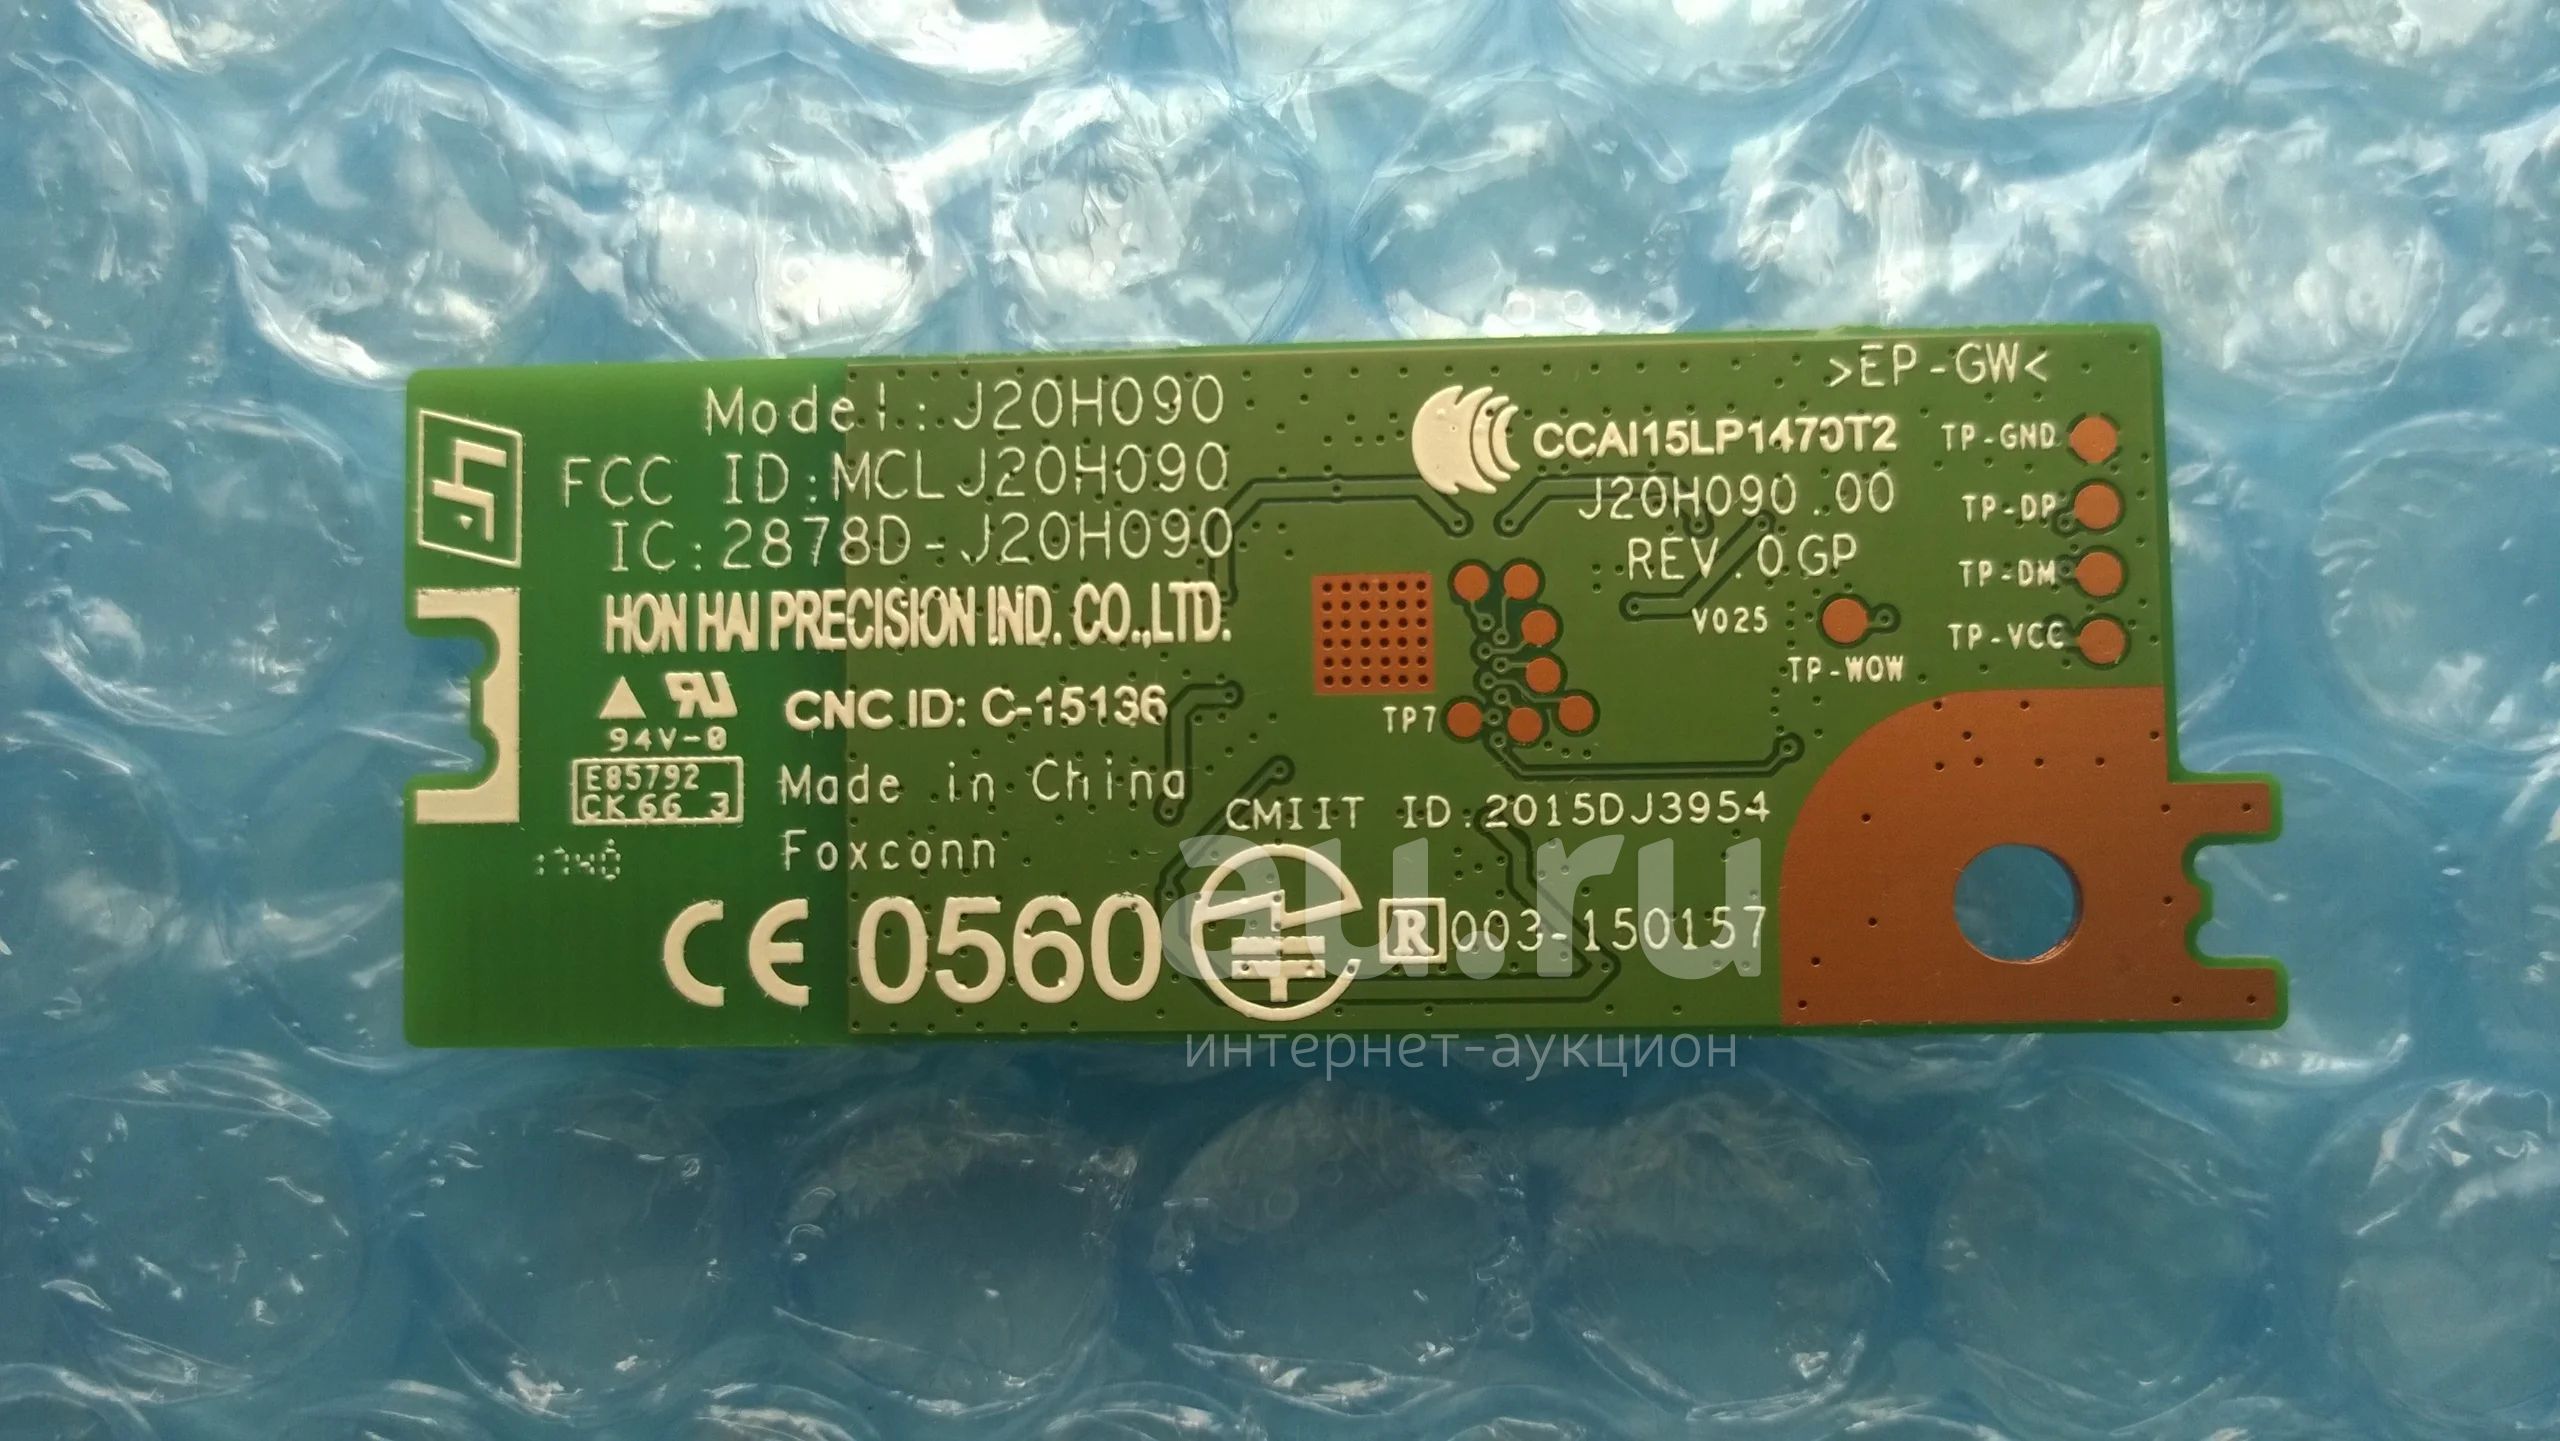 Model: J20H090
FCC ID:MCLJ20H090
IC:2878D-J20H090
HON HAI PRECISION IND. CO.,LTD.
94V-0
E85792
CK66 3
CNC ID: C-15136
Made in China
Foxconn
CE 0560
>EP-GW<
CCAI15LP1470T2
J20H090.00
REV.0GP
V025
TP-GND
TP-DP
TP-DM
TP-VCC
TP-WOW
TP7
CMIIT ID:2015DJ3954
R 003-150157
au.ru
интернет-аукцион